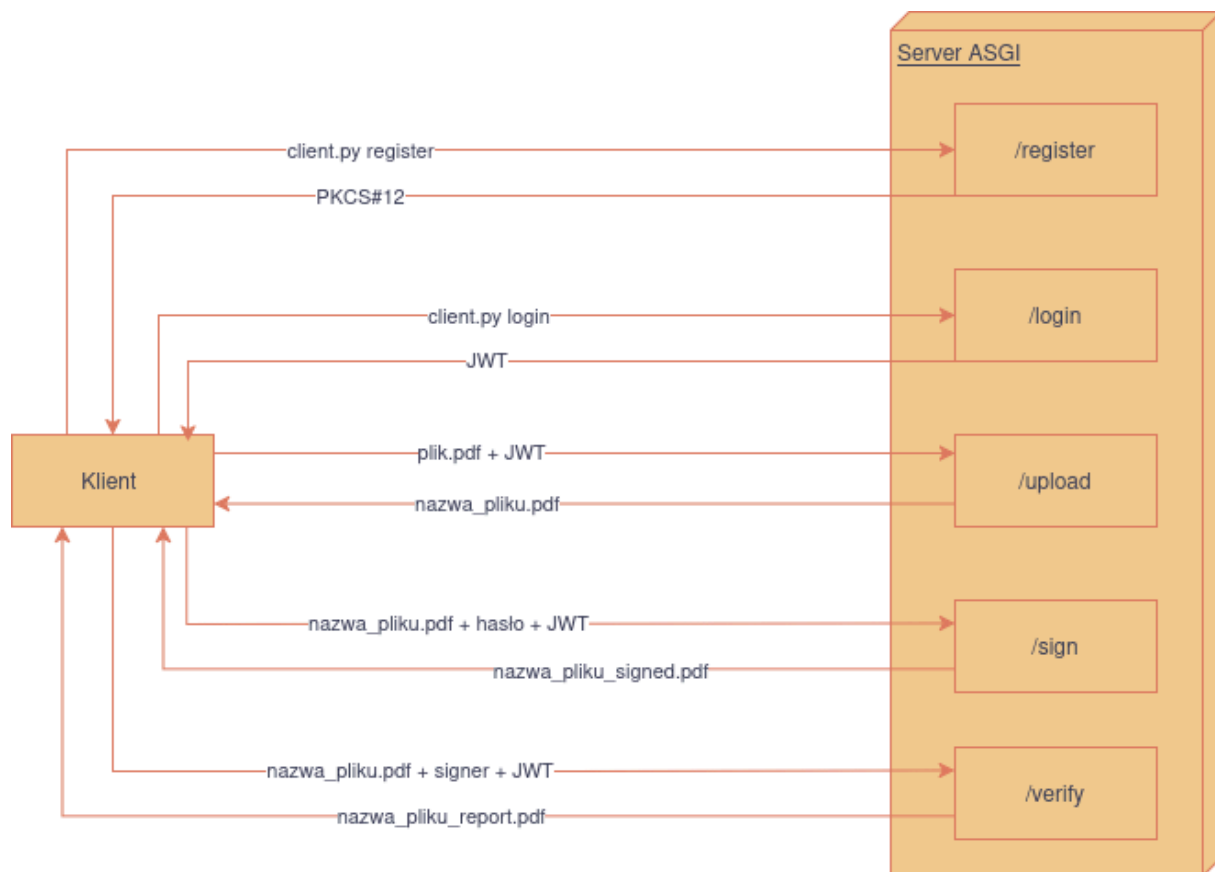 Server ASGI
client.py register
/register
PKCS#12
client.py login
/login
JWT
Klient
plik.pdf + JWT
/upload
nazwa_pliku.pdf
nazwa_pliku.pdf + hasło + JWT
/sign
nazwa_pliku_signed.pdf
nazwa_pliku.pdf + signer + JWT
/verify
nazwa_pliku_report.pdf